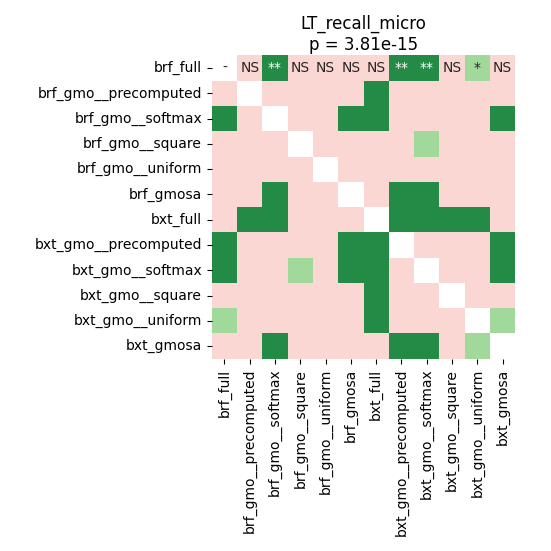 LT_recall_micro
p = 3.81e-15
brf_full - NS ** NS NS NS NS ** ** NS * NS
brf_gmo__precomputed
brf_gmo__softmax
brf_gmo__square
brf_gmo__uniform
brf_gmosa
bxt_full
bxt_gmo__precomputed
bxt_gmo__softmax
bxt_gmo__square
bxt_gmo__uniform
bxt_gmosa
brf_full
brf_gmo__precomputed
brf_gmo__softmax
brf_gmo__square
brf_gmo__uniform
brf_gmosa
bxt_full
bxt_gmo__precomputed
bxt_gmo__softmax
bxt_gmo__square
bxt_gmo__uniform
bxt_gmosa